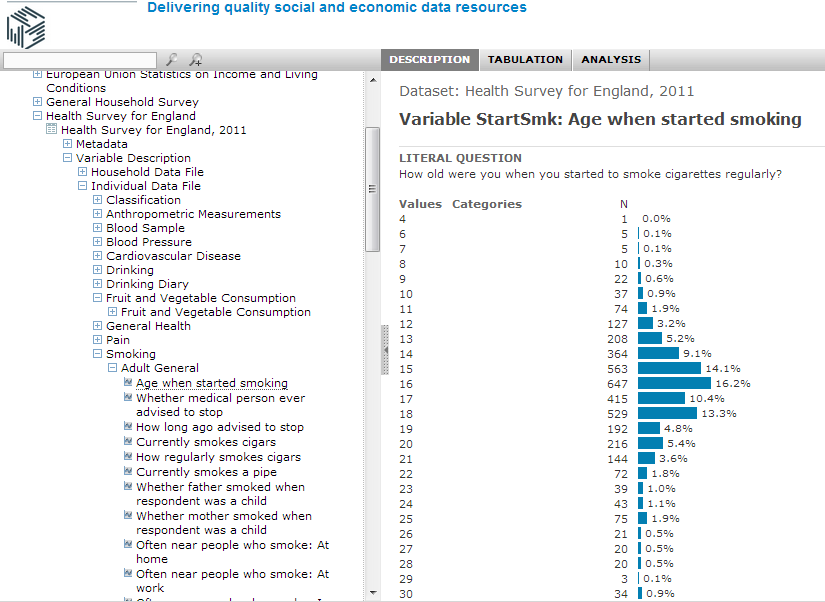 Delivering quality social and economic data resources
DESCRIPTION TABULATION ANALYSIS
European Union Statistics on Income and Living
Conditions
General Household Survey
Health Survey for England
Health Survey for England, 2011
Metadata
Variable Description
Household Data File
Individual Data File
Classification
Anthropometric Measurements
Blood Sample
Blood Pressure
Cardiovascular Disease
Drinking
Drinking Diary
Fruit and Vegetable Consumption
Fruit and Vegetable Consumption
General Health
Pain
Smoking
Adult General
Age when started smoking
Whether medical person ever
advised to stop
How long ago advised to stop
Currently smokes cigars
How regularly smokes cigars
Currently smokes a pipe
Whether father smoked when
respondent was a child
Whether mother smoked when
respondent was a child
Often near people who smoke: At
home
Often near people who smoke: At
work
Dataset: Health Survey for England, 2011
Variable StartSmk: Age when started smoking
LITERAL QUESTION
How old were you when you started to smoke cigarettes regularly?
Values Categories N
4 1 0.0%
6 5 0.1%
7 5 0.1%
8 10 0.3%
9 22 0.6%
10 37 0.9%
11 74 1.9%
12 127 3.2%
13 208 5.2%
14 364 9.1%
15 563 14.1%
16 647 16.2%
17 415 10.4%
18 529 13.3%
19 192 4.8%
20 216 5.4%
21 144 3.6%
22 72 1.8%
23 39 1.0%
24 43 1.1%
25 75 1.9%
26 21 0.5%
27 20 0.5%
28 20 0.5%
29 3 0.1%
30 34 0.9%